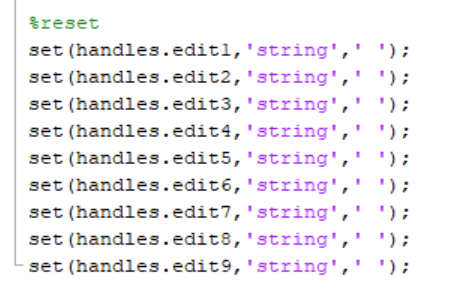 %reset
set(handles.edit1,'string',' ');
set(handles.edit2,'string',' ');
set(handles.edit3,'string',' ');
set(handles.edit4,'string',' ');
set(handles.edit5,'string',' ');
set(handles.edit6,'string',' ');
set(handles.edit7,'string',' ');
set(handles.edit8,'string',' ');
set(handles.edit9,'string',' ');